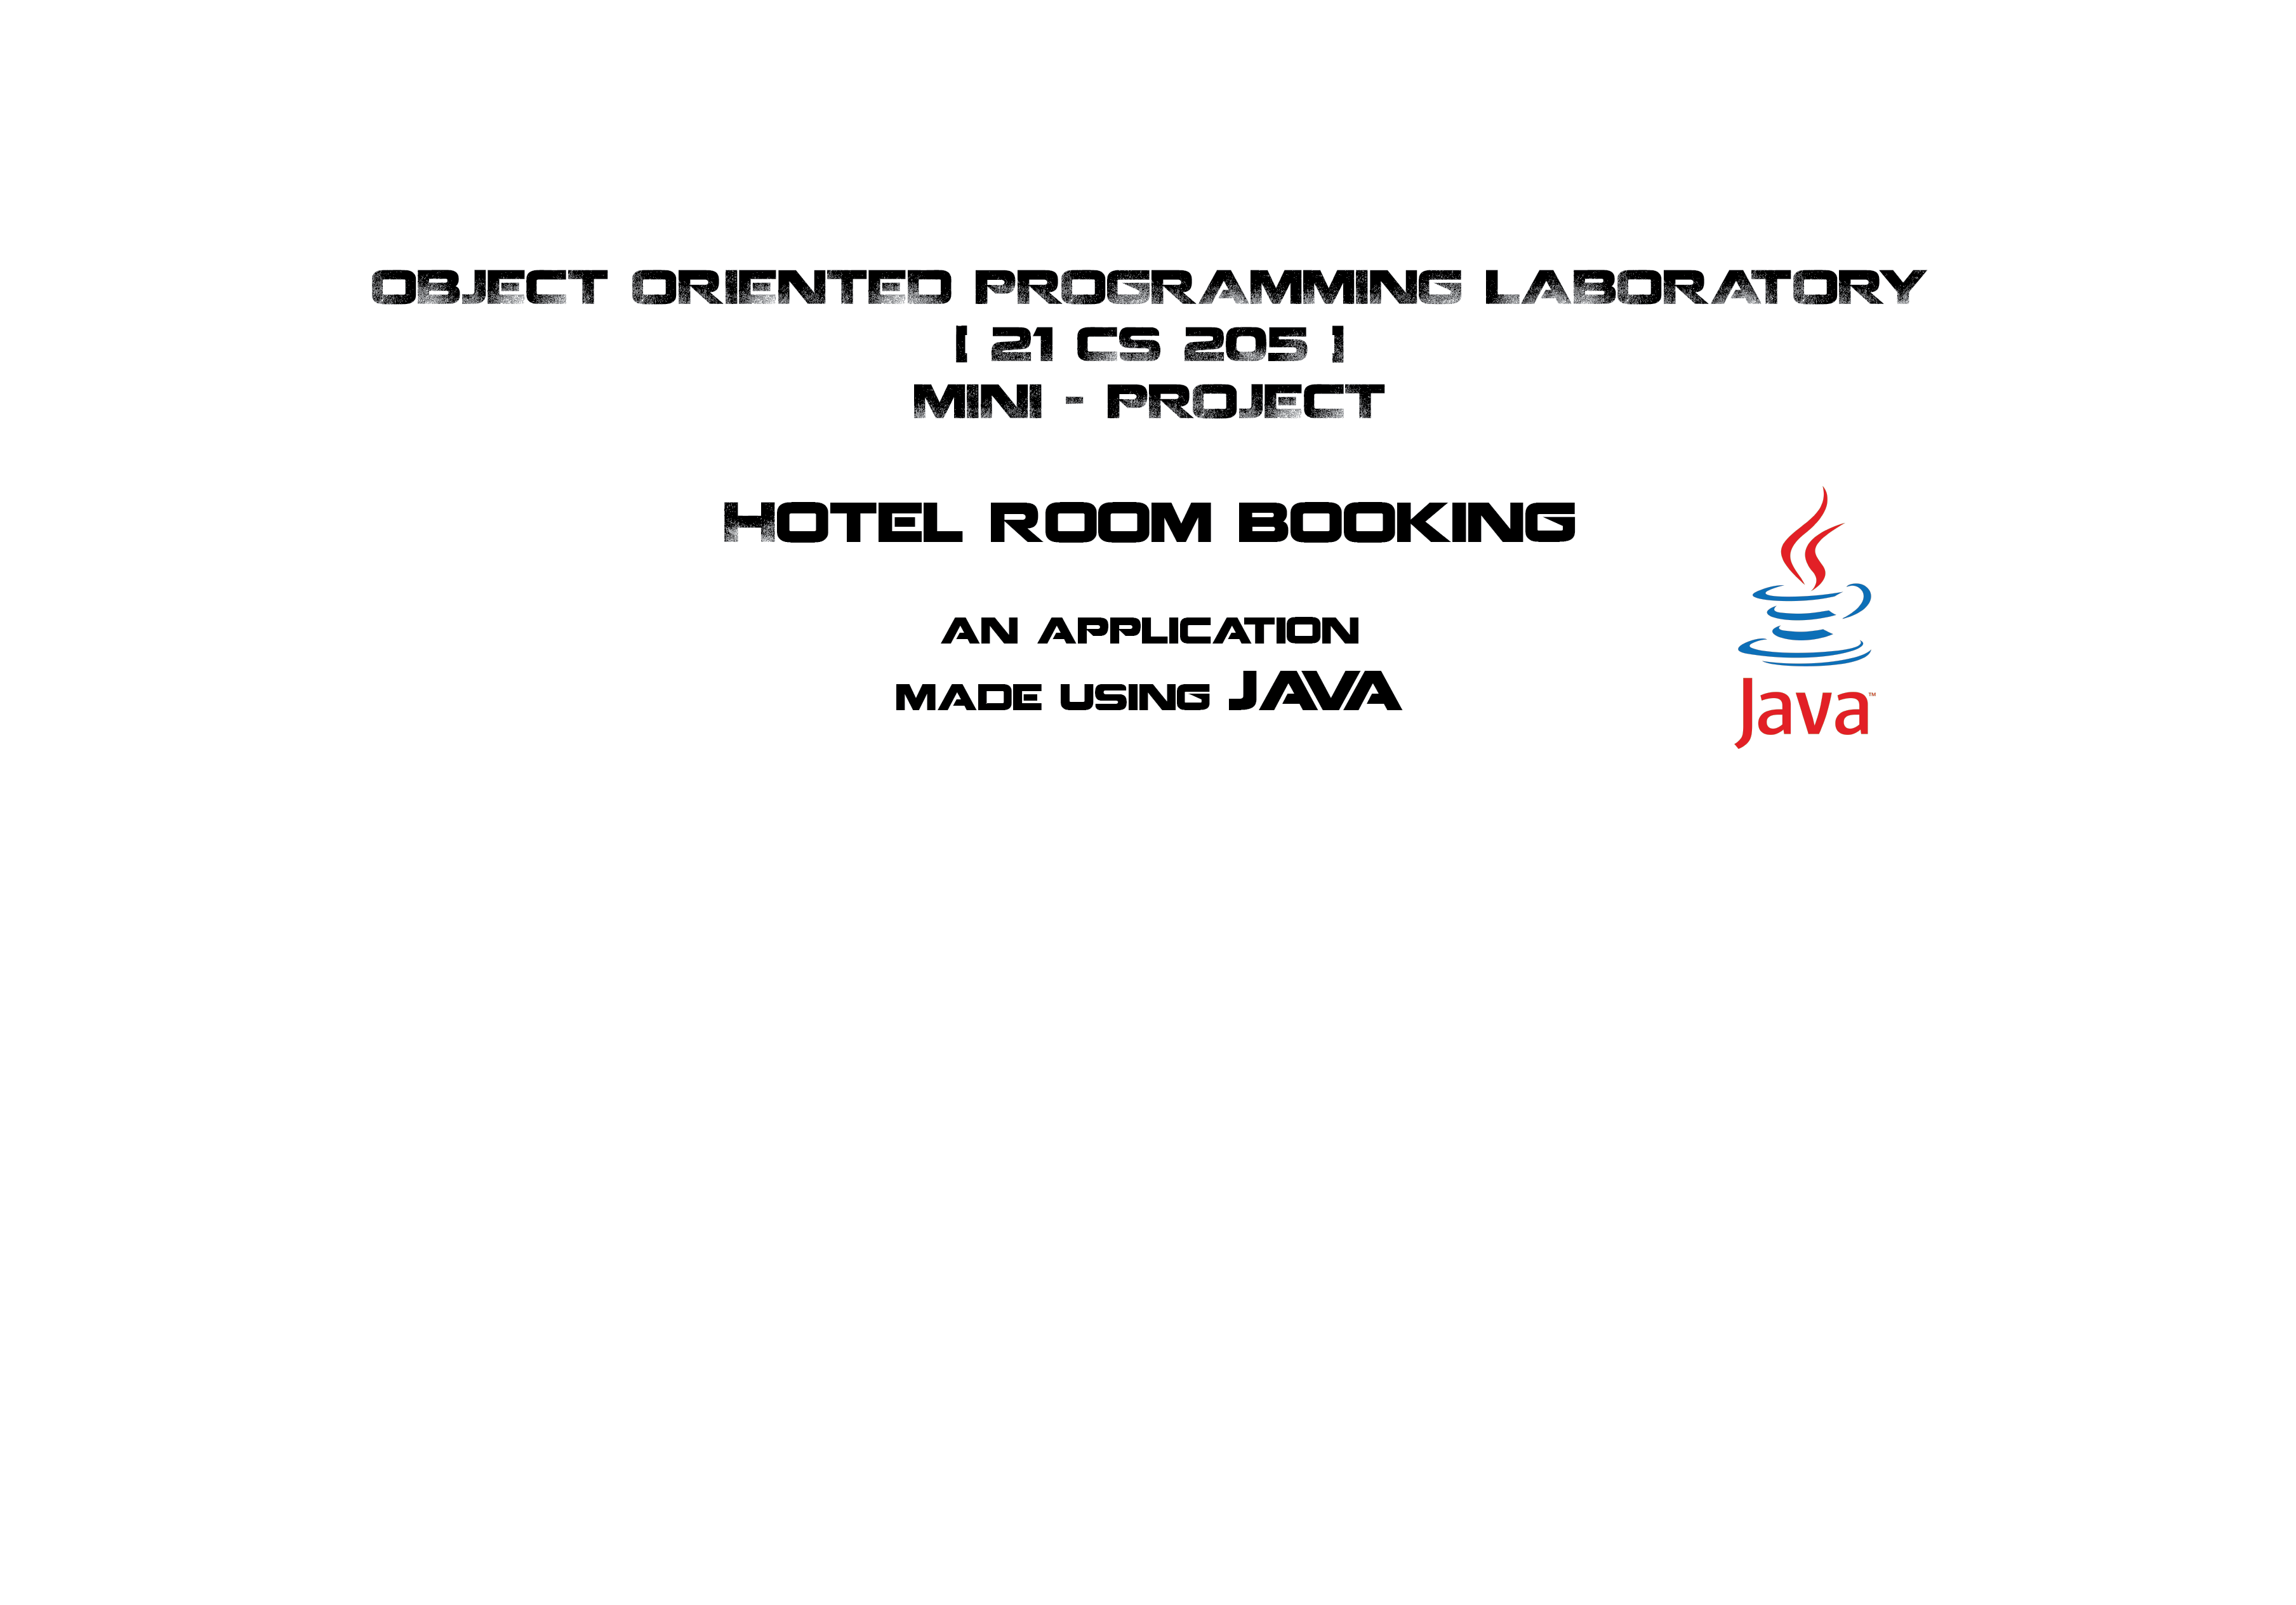 OBJECT ORIENTED PROGRAMMING LABORATORY
[ 21 CS 205 ]
MINI - PROJECT
HOTEL ROOM BOOKING
AN APPLICATION
MADE USING JAVA
Java™